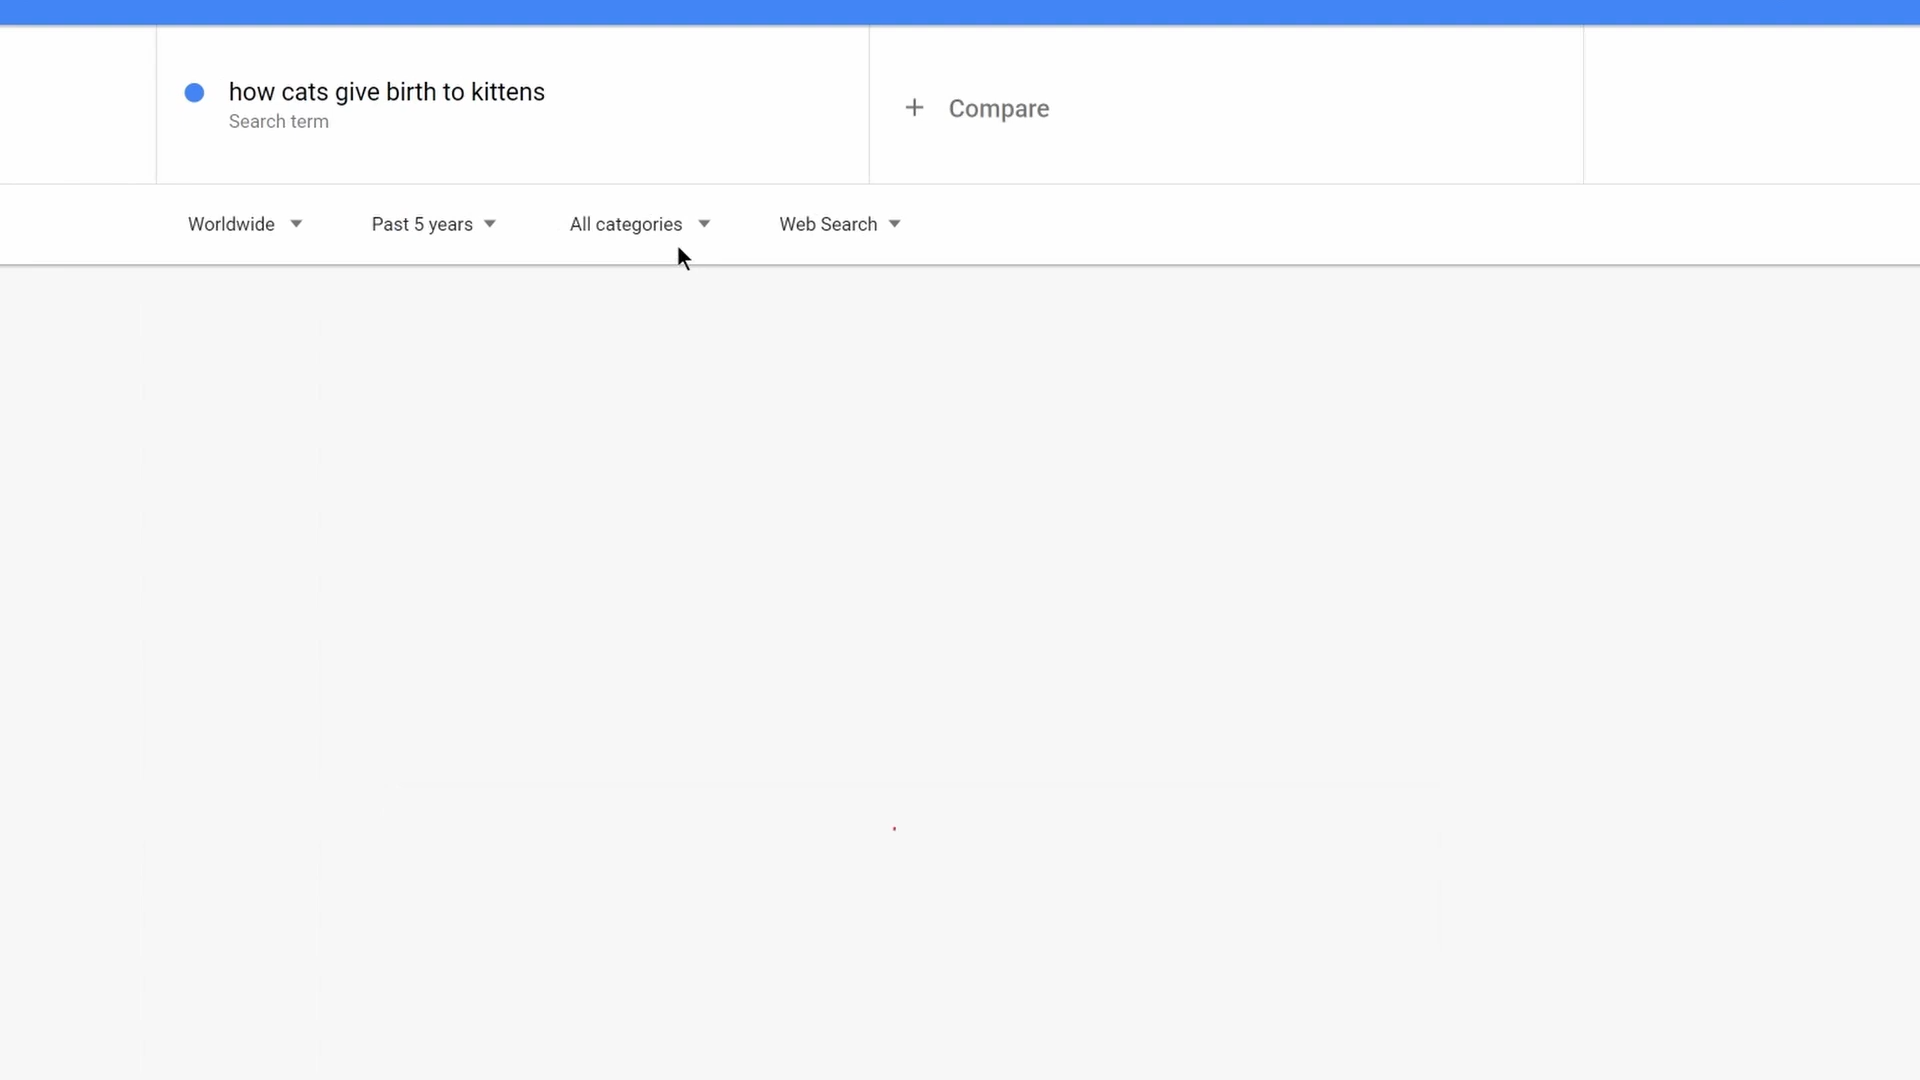 how cats give birth to kittens
Search term
+ Compare
Worldwide
Past 5 years
All categories
Web Search